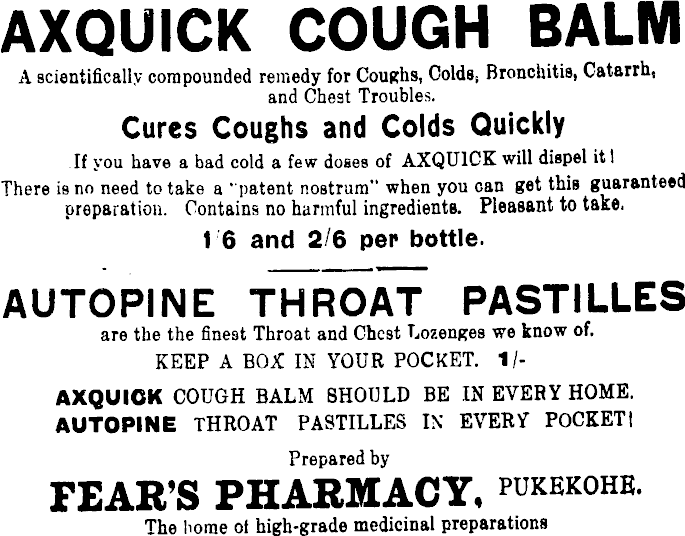 AXQUICK COUGH BALM
A scientifically compounded remedy for Coughs, Colds, Bronchitis, Catarrh,
and Chest Troubles.
Cures Coughs and Colds Quickly
If you have a bad cold a few doses of AXQUICK will dispel it!
There is no need to take a "patent nostrum" when you can get this guaranteed
preparation. Contains no harmful ingredients. Pleasant to take.
1/6 and 2/6 per bottle.
AUTOPINE THROAT PASTILLES
are the the finest Throat and Chest Lozenges we know of.
KEEP A BOX IN YOUR POCKET. 1/-
AXQUICK COUGH BALM SHOULD BE IN EVERY HOME.
AUTOPINE THROAT PASTILLES IN EVERY POCKET!
Prepared by
FEAR'S PHARMACY, PUKEKOHE.
The home of high-grade medicinal preparations